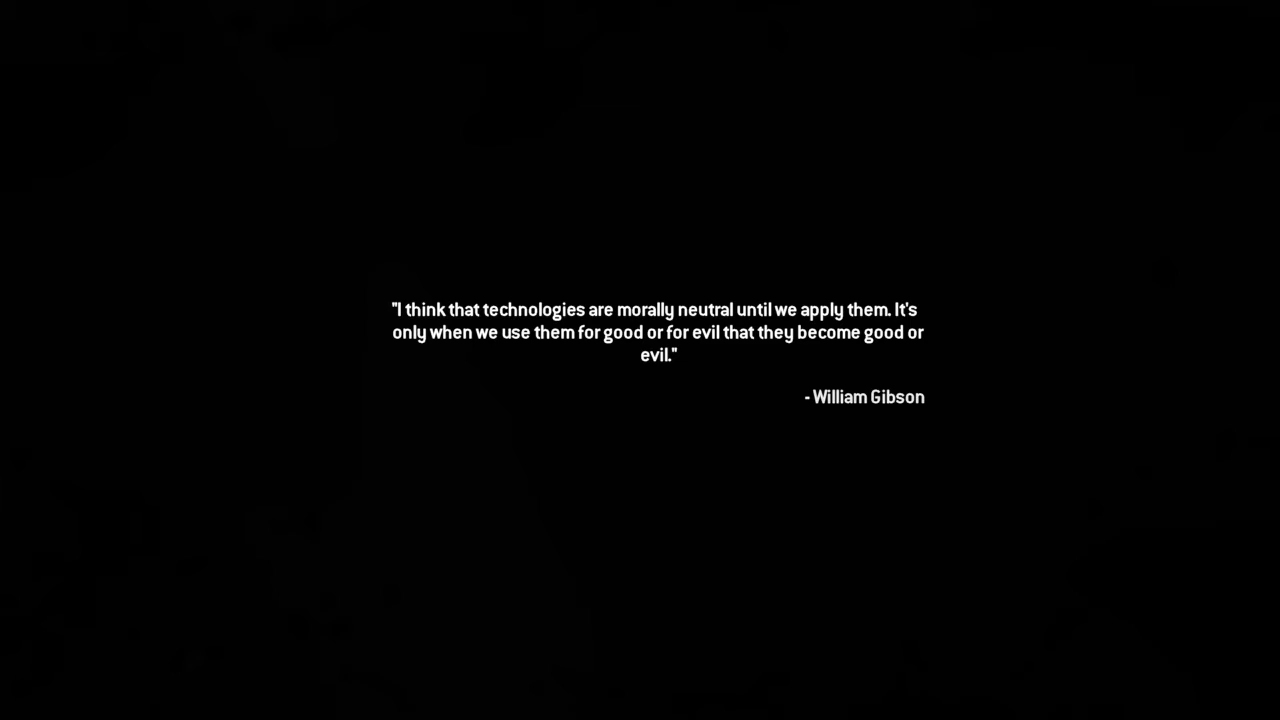 "I think that technologies are morally neutral until we apply them. It's
only when we use them for good or for evil that they become good or
evil."
- William Gibson